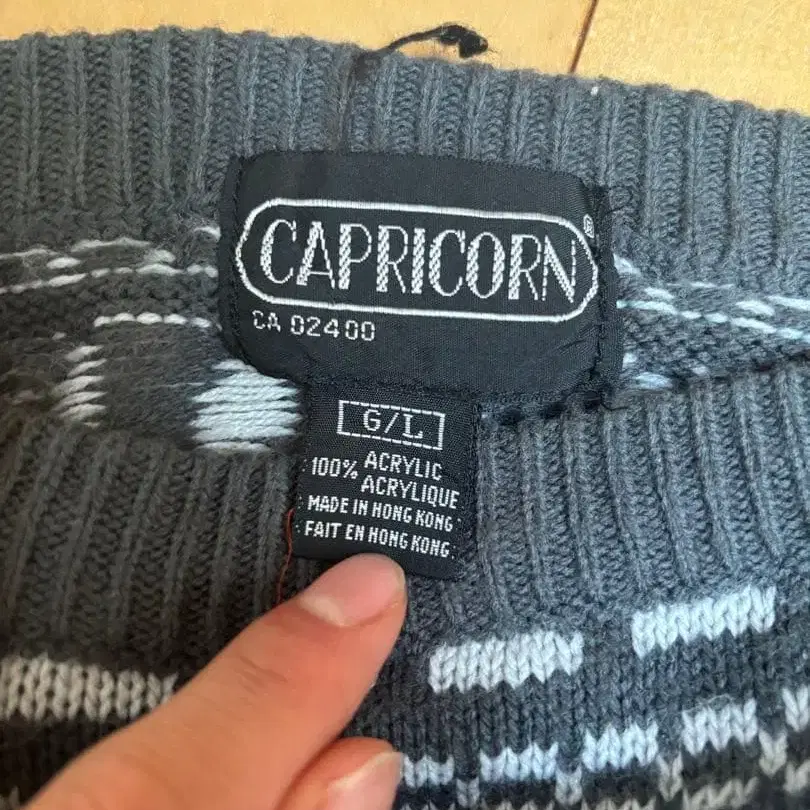 CAPRICORN®
CA 02400
G/L
100% ACRYLIC
ACRYLIQUE
MADE IN HONG KONG
FAIT EN HONG KONG